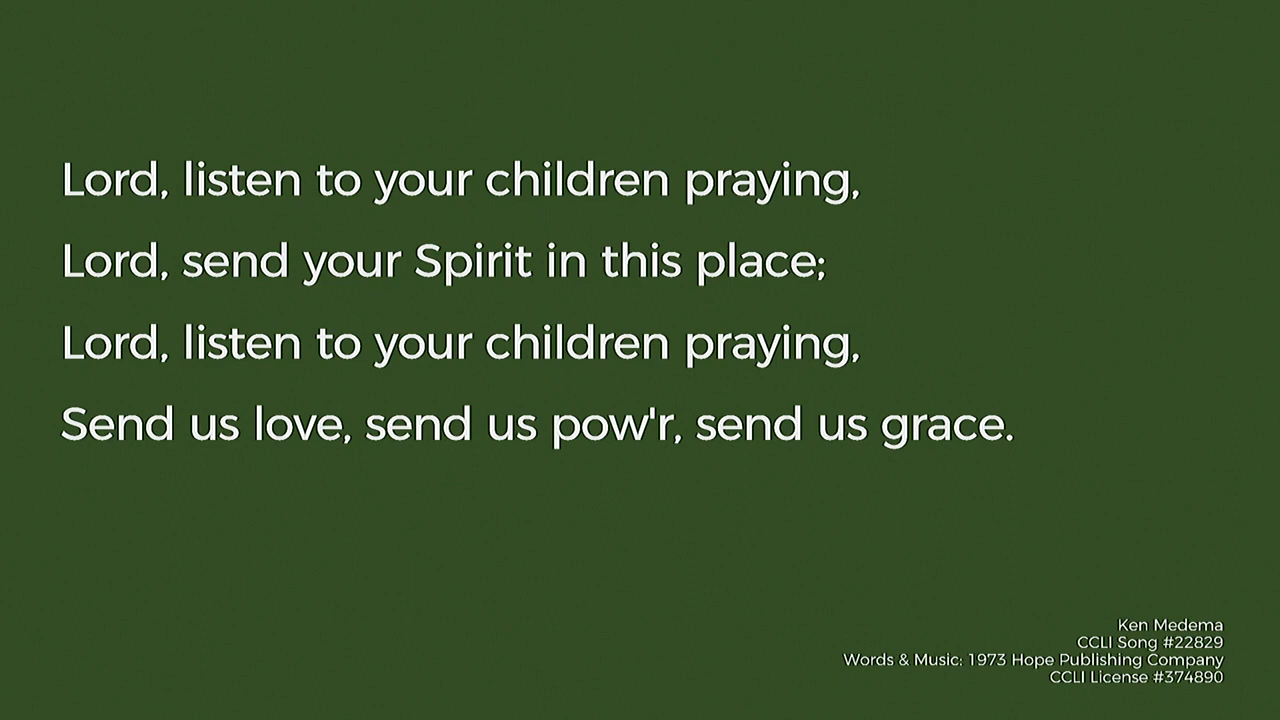 Lord, listen to your children praying,
Lord, send your Spirit in this place;
Lord, listen to your children praying,
Send us love, send us pow'r, send us grace.
Ken Medema
CCLI Song #22829
Words & Music: 1973 Hope Publishing Company
CCLI License #374890